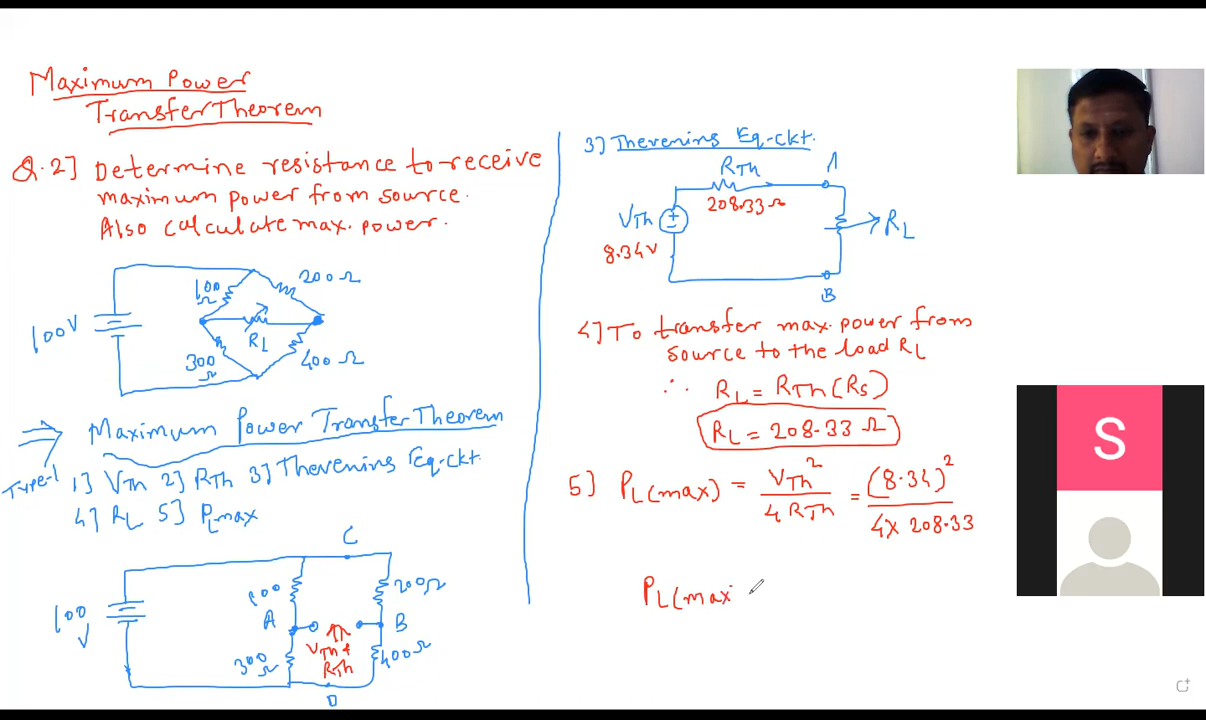 Maximum Power
Transfer Theorem
Q.2] Determine resistance to receive
maximum power from source.
Also calculate max. power.
100V
100
Ω
200Ω
RL
300
Ω
400Ω
⇒ Maximum Power Transfer Theorem
Type-1
1] VTh 2] RTh 3] Thevenins Eq-ckt.
4] RL 5] PLmax
C
100
V
100
200Ω
A
B
VTh &
RTh
300
Ω
400Ω
D
3] Thevenins Eq-ckt.
RTh
208.33Ω
A
VTh
8.34V
RL
B
4] To transfer max. power from
source to the load RL
∴ RL = RTh (RS)
RL = 208.33 Ω
5] PL(max) = VTh² / 4 RTh = (8.34)² / 4x 208.33
PL(max
S